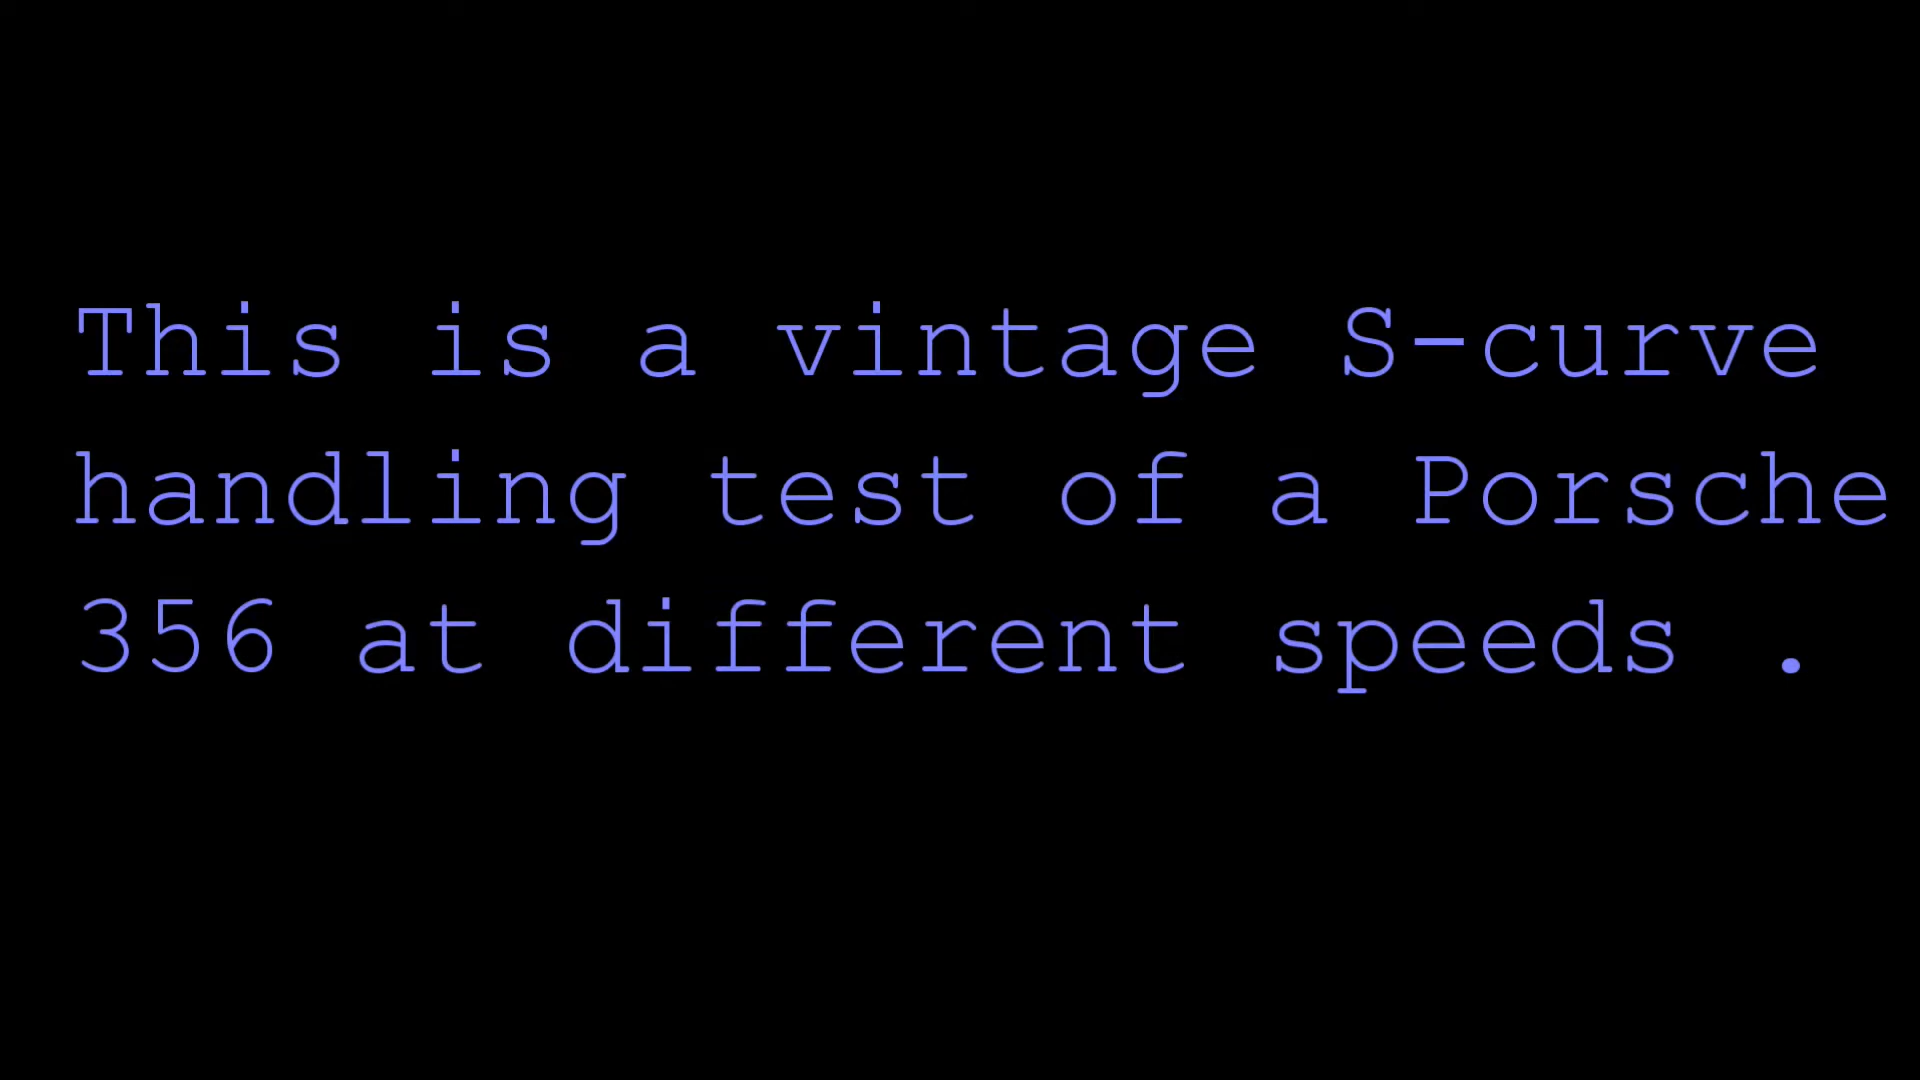 This is a vintage S-curve
handling test of a Porsche
356 at different speeds .